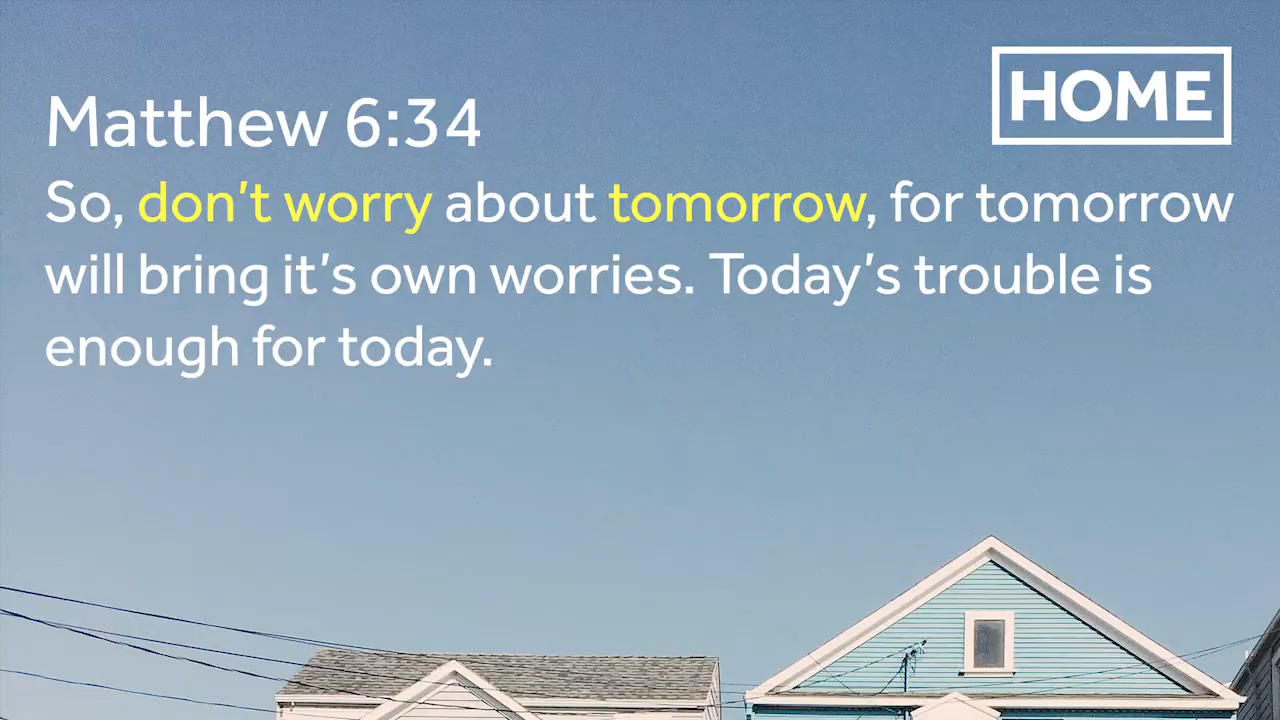 HOME
Matthew 6:34
So, don't worry about tomorrow, for tomorrow
will bring it's own worries. Today's trouble is
enough for today.